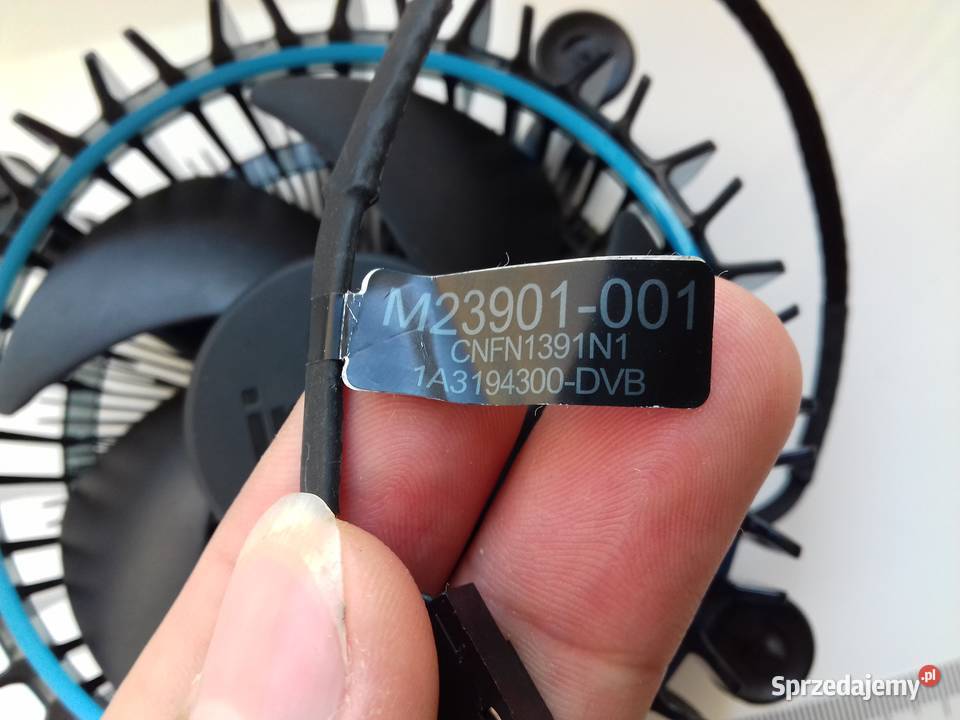 M23901-001
CNFN1391N1
1A3194300-DVB
Sprzedajemy.pl